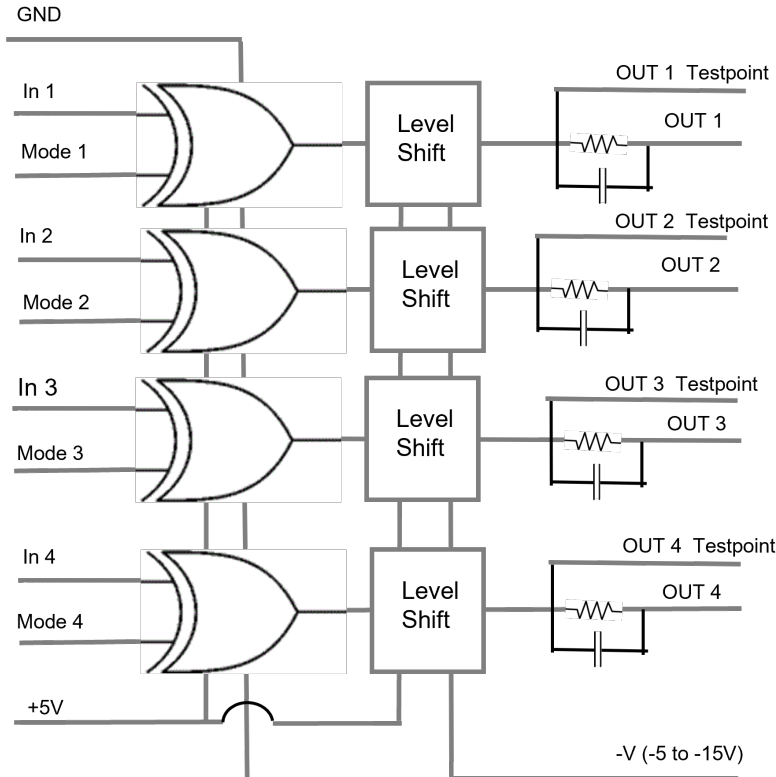 GND
In 1
Mode 1
Level
Shift
OUT 1 Testpoint
OUT 1
In 2
Mode 2
Level
Shift
OUT 2 Testpoint
OUT 2
In 3
Mode 3
Level
Shift
OUT 3 Testpoint
OUT 3
In 4
Mode 4
Level
Shift
OUT 4 Testpoint
OUT 4
+5V
-V (-5 to -15V)